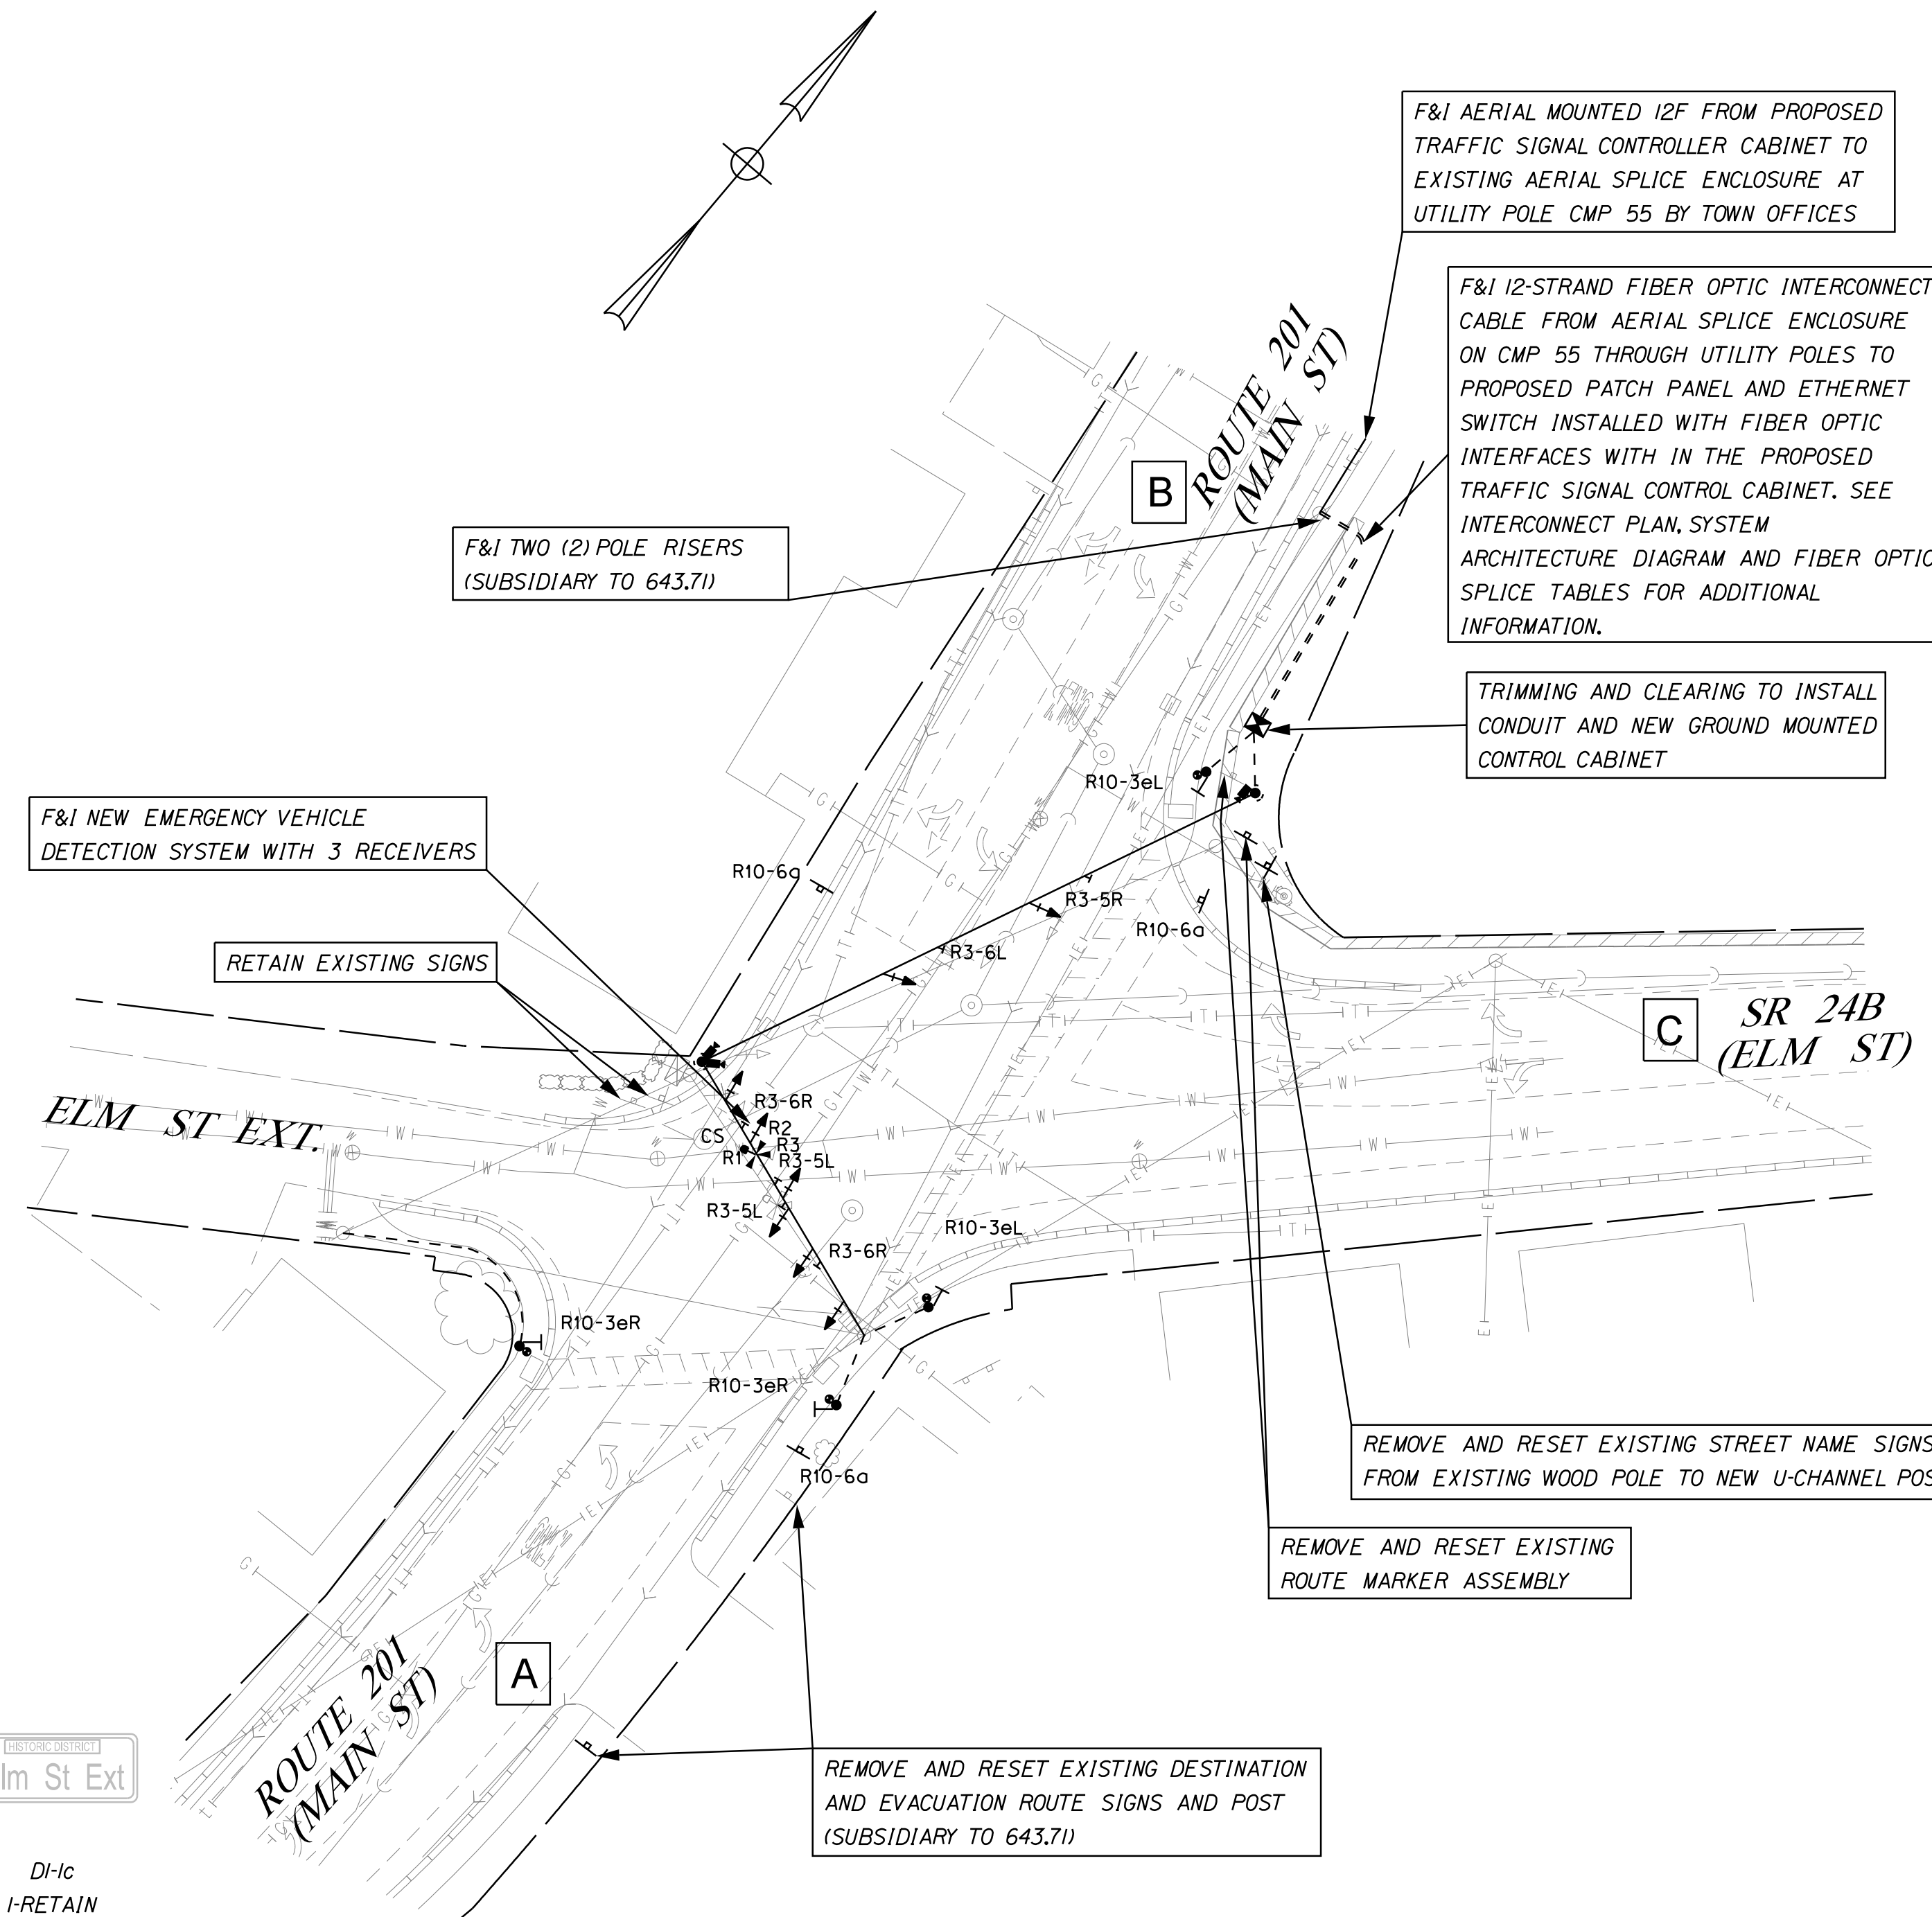 F&I AERIAL MOUNTED 12F FROM PROPOSED
TRAFFIC SIGNAL CONTROLLER CABINET TO
EXISTING AERIAL SPLICE ENCLOSURE AT
UTILITY POLE CMP 55 BY TOWN OFFICES
F&I 12-STRAND FIBER OPTIC INTERCONNECT
CABLE FROM AERIAL SPLICE ENCLOSURE
ON CMP 55 THROUGH UTILITY POLES TO
PROPOSED PATCH PANEL AND ETHERNET
SWITCH INSTALLED WITH FIBER OPTIC
INTERFACES WITH IN THE PROPOSED
TRAFFIC SIGNAL CONTROL CABINET. SEE
INTERCONNECT PLAN, SYSTEM
ARCHITECTURE DIAGRAM AND FIBER OPTIC
SPLICE TABLES FOR ADDITIONAL
INFORMATION.
ROUTE 201
(MAIN ST)
B
F&I TWO (2) POLE RISERS
(SUBSIDIARY TO 643.71)
TRIMMING AND CLEARING TO INSTALL
CONDUIT AND NEW GROUND MOUNTED
CONTROL CABINET
R10-3eL
F&I NEW EMERGENCY VEHICLE
DETECTION SYSTEM WITH 3 RECEIVERS
R10-6a
R3-5R
R10-6a
R3-6L
RETAIN EXISTING SIGNS
C
SR 24B
(ELM ST)
ELM ST EXT.
R3-6R
R2
CS
R3
R1
R3-5L
R3-5L
R10-3eL
R3-6R
R10-3eR
R10-3eR
R10-6a
REMOVE AND RESET EXISTING STREET NAME SIGNS
FROM EXISTING WOOD POLE TO NEW U-CHANNEL
REMOVE AND RESET EXISTING
ROUTE MARKER ASSEMBLY
A
ROUTE 201
(MAIN ST)
HISTORIC DISTRICT
St Ext
REMOVE AND RESET EXISTING DESTINATION
AND EVACUATION ROUTE SIGNS AND POST
(SUBSIDIARY TO 643.71)
D1-1c
1-RETAIN